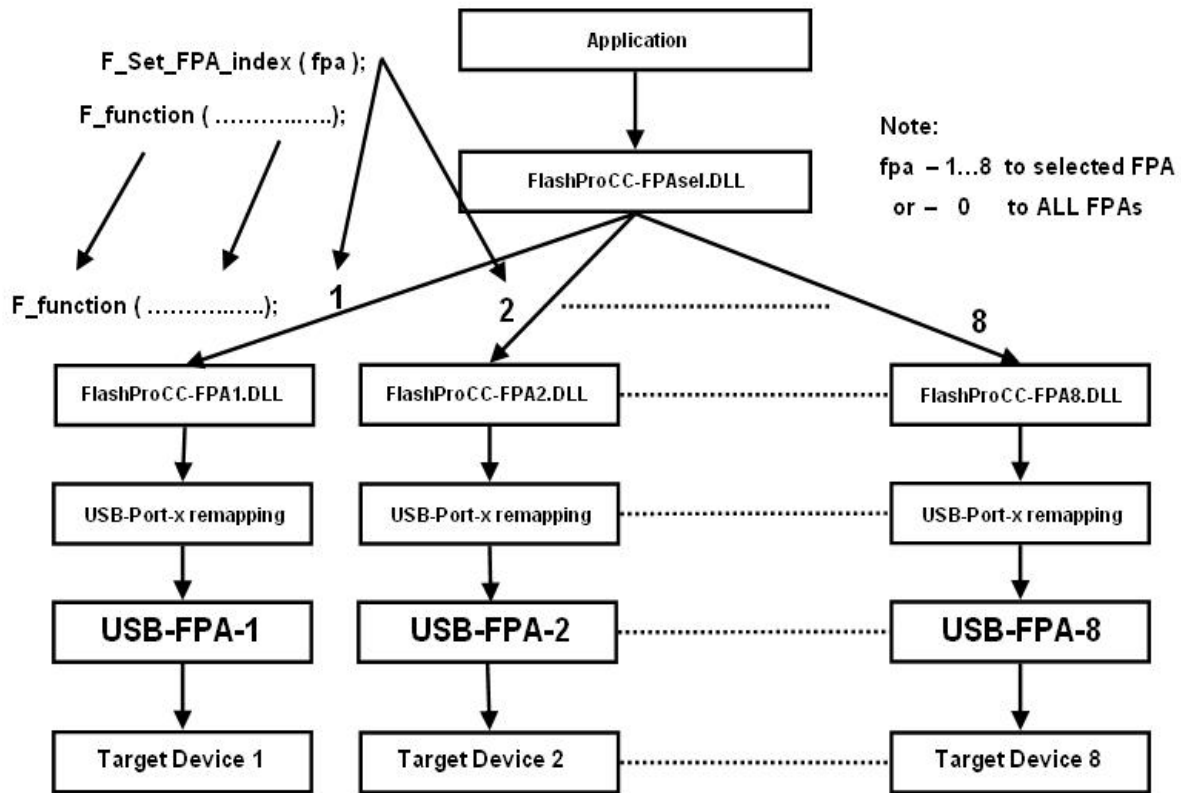 Application
F_Set_FPA_index ( fpa );
F_function ( ................);
Note:
fpa – 1...8 to selected FPA
or – 0 to ALL FPAs
FlashProCC-FPAsel.DLL
F_function ( ................);
1
2
8
FlashProCC-FPA1.DLL
FlashProCC-FPA2.DLL
FlashProCC-FPA8.DLL
USB-Port-x remapping
USB-Port-x remapping
USB-Port-x remapping
USB-FPA-1
USB-FPA-2
USB-FPA-8
Target Device 1
Target Device 2
Target Device 8